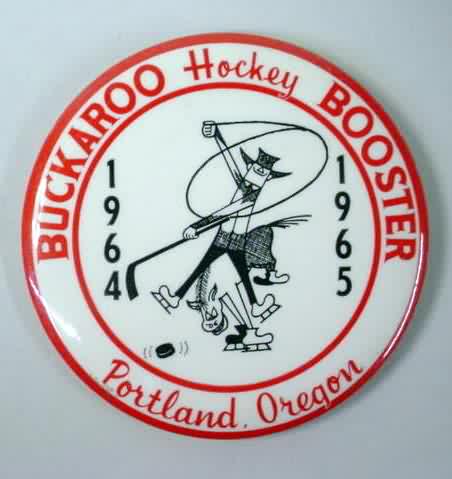 BUCKAROO Hockey BOOSTER
1964
1965
Portland, Oregon